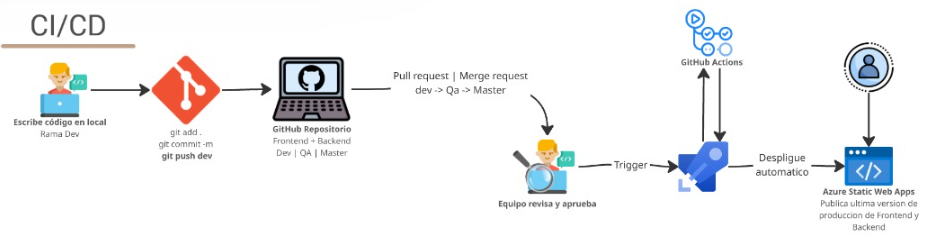 CI/CD
Escribe código en local
Rama Dev
git add .
git commit -m
git push dev
GitHub Repositorio
Frontend + Backend
Dev | QA | Master
Pull request | Merge request
dev -> Qa -> Master
Equipo revisa y aprueba
Trigger
GitHub Actions
Despligue
automatico
Azure Static Web Apps
Publica ultima version de
produccion de Frontend y
Backend